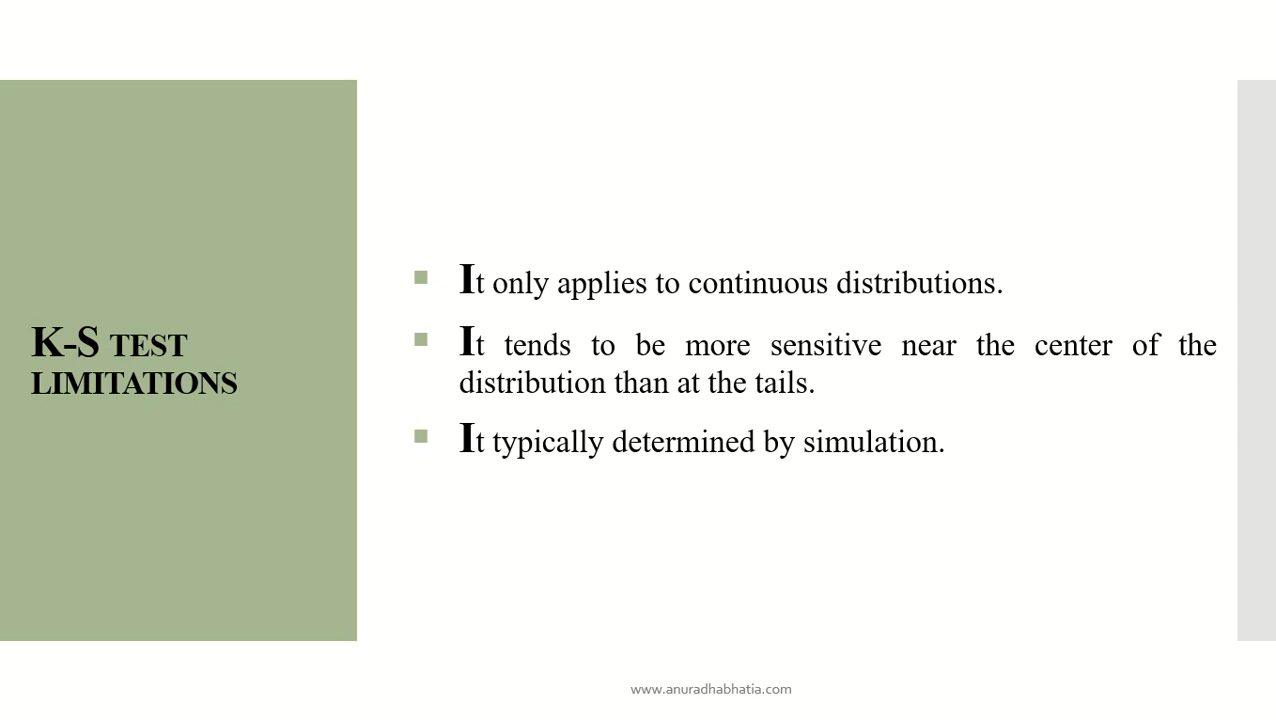 K-S TEST
LIMITATIONS
It only applies to continuous distributions.
It tends to be more sensitive near the center of the
distribution than at the tails.
It typically determined by simulation.
www.anuradhabhatia.com